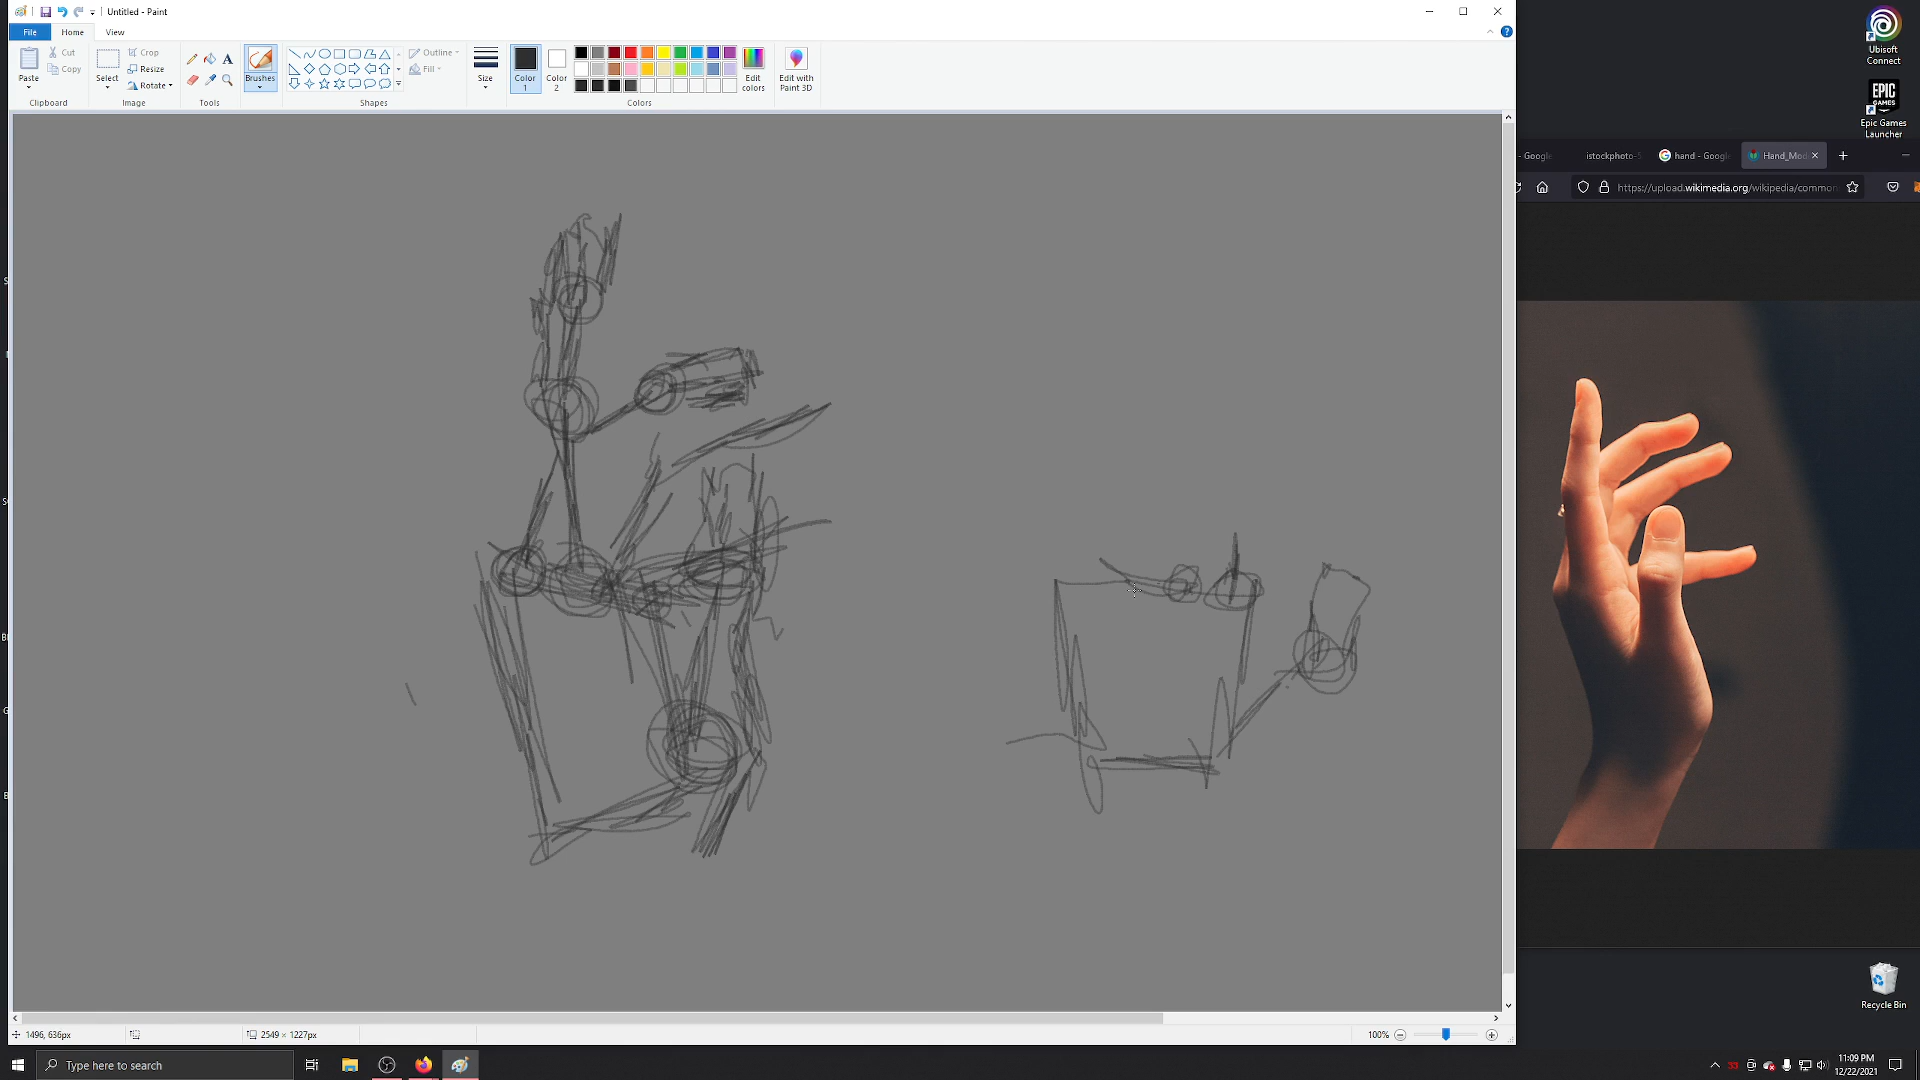 Untitled - Paint
File
Home
View
Paste
Cut
Copy
Clipboard
Select
Crop
Resize
Rotate
Image
Tools
Brushes
Shapes
Outline
Fill
Size
Color
1
Color
2
Edit
colors
Colors
Edit with
Paint 3D
Ubisoft
Connect
EPIC
GAMES
Epic Games
Launcher
- Google
istockphoto-5
hand - Google
Hand_Mod
https://upload.wikimedia.org/wikipedia/common
Recycle Bin
1496, 636px
2549 × 1227px
100%
Type here to search
33
11:09 PM
12/22/2021